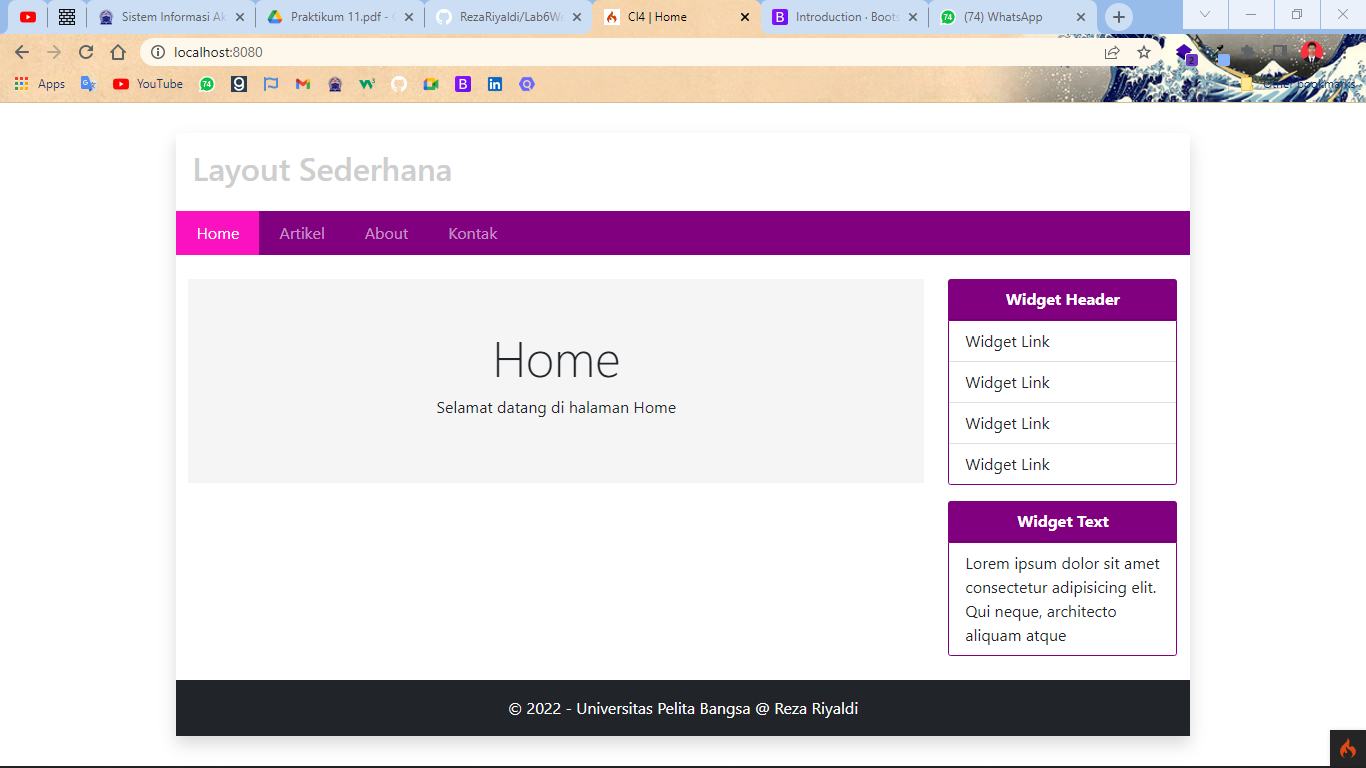 Sistem Informasi Ak
Praktikum 11.pdf - G
RezaRiyaldi/Lab6We
CI4 | Home
Introduction · Boots
(74) WhatsApp
localhost:8080
2
Apps
YouTube
Other bookmarks
Layout Sederhana
Home
Artikel
About
Kontak
Home
Selamat datang di halaman Home
Widget Header
Widget Link
Widget Link
Widget Link
Widget Link
Widget Text
Lorem ipsum dolor sit amet
consectetur adipisicing elit.
Qui neque, architecto
aliquam atque
© 2022 - Universitas Pelita Bangsa @ Reza Riyaldi